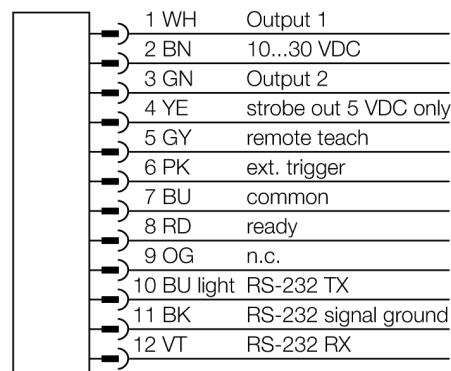 1 WH Output 1
2 BN 10...30 VDC
3 GN Output 2
4 YE strobe out 5 VDC only
5 GY remote teach
6 PK ext. trigger
7 BU common
8 RD ready
9 OG n.c.
10 BU light RS-232 TX
11 BK RS-232 signal ground
12 VT RS-232 RX